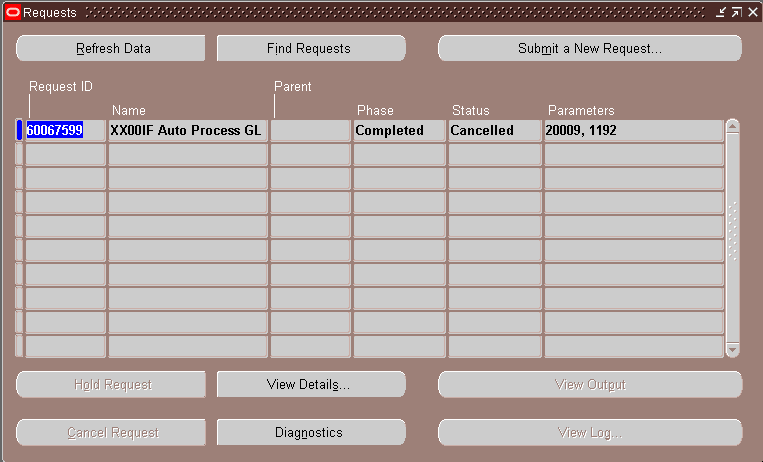 Requests
Refresh Data Find Requests Submit a New Request...
Request ID Parent
Name Phase Status Parameters
60067599 XX00IF Auto Process GL Completed Cancelled 20009, 1192
Hold Request View Details... View Output
Cancel Request Diagnostics View Log...